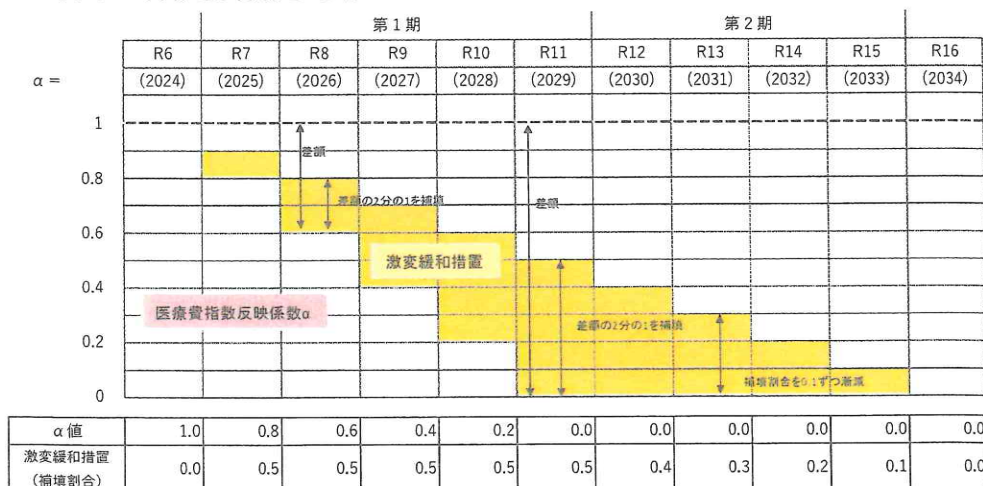 第1期 第2期
R6 R7 R8 R9 R10 R11 R12 R13 R14 R15 R16
α = (2024) (2025) (2026) (2027) (2028) (2029) (2030) (2031) (2032) (2033) (2034)
1
差額
0.8
差額の2分の1を補填
差額
0.6
激変緩和措置
0.4
医療費指数反映係数α
差額の2分の1を補填
0.2
補填割合を0.1ずつ漸減
0
α値 1.0 0.8 0.6 0.4 0.2 0.0 0.0 0.0 0.0 0.0 0.0
激変緩和措置
(補填割合) 0.0 0.5 0.5 0.5 0.5 0.5 0.4 0.3 0.2 0.1 0.0